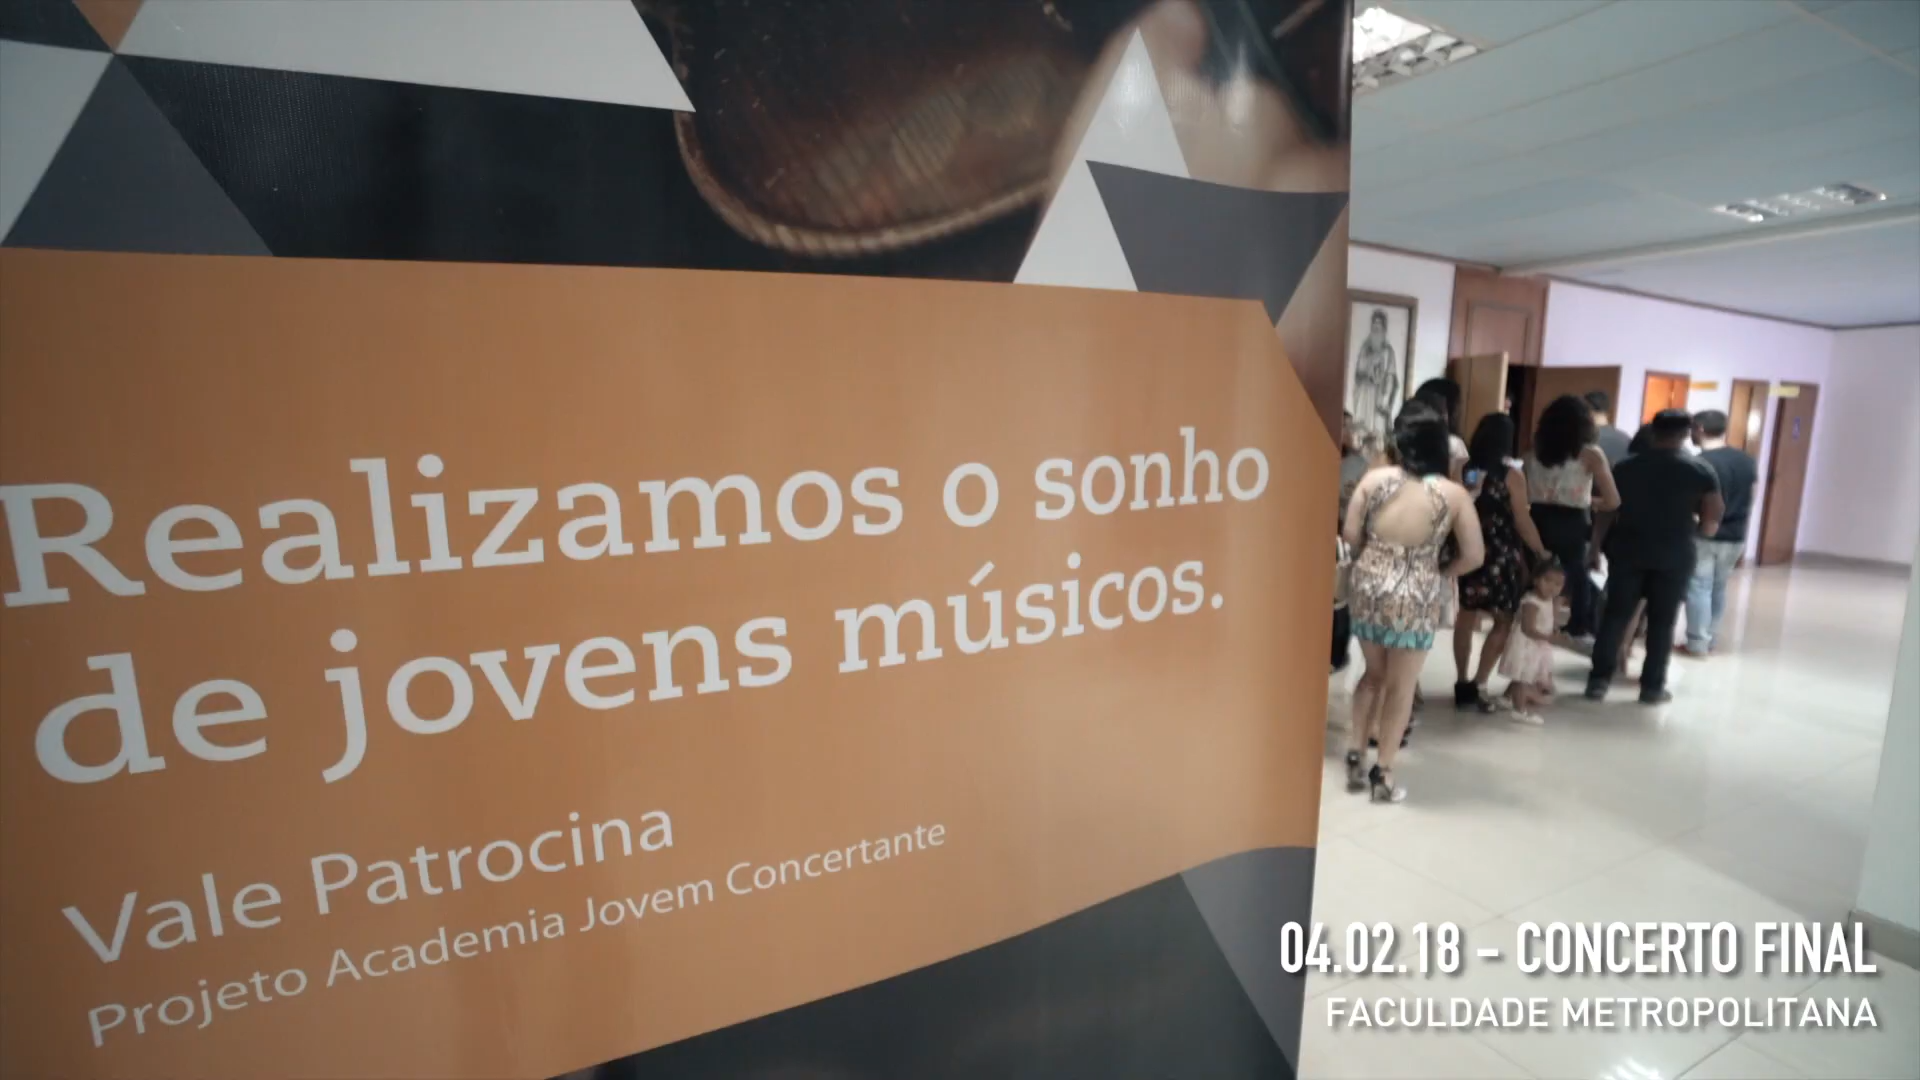 Realizamos o sonho
de jovens músicos.
Vale Patrocina
Projeto Academia Jovem Concertante
04.02.18 - CONCERTO FINAL
FACULDADE METROPOLITANA